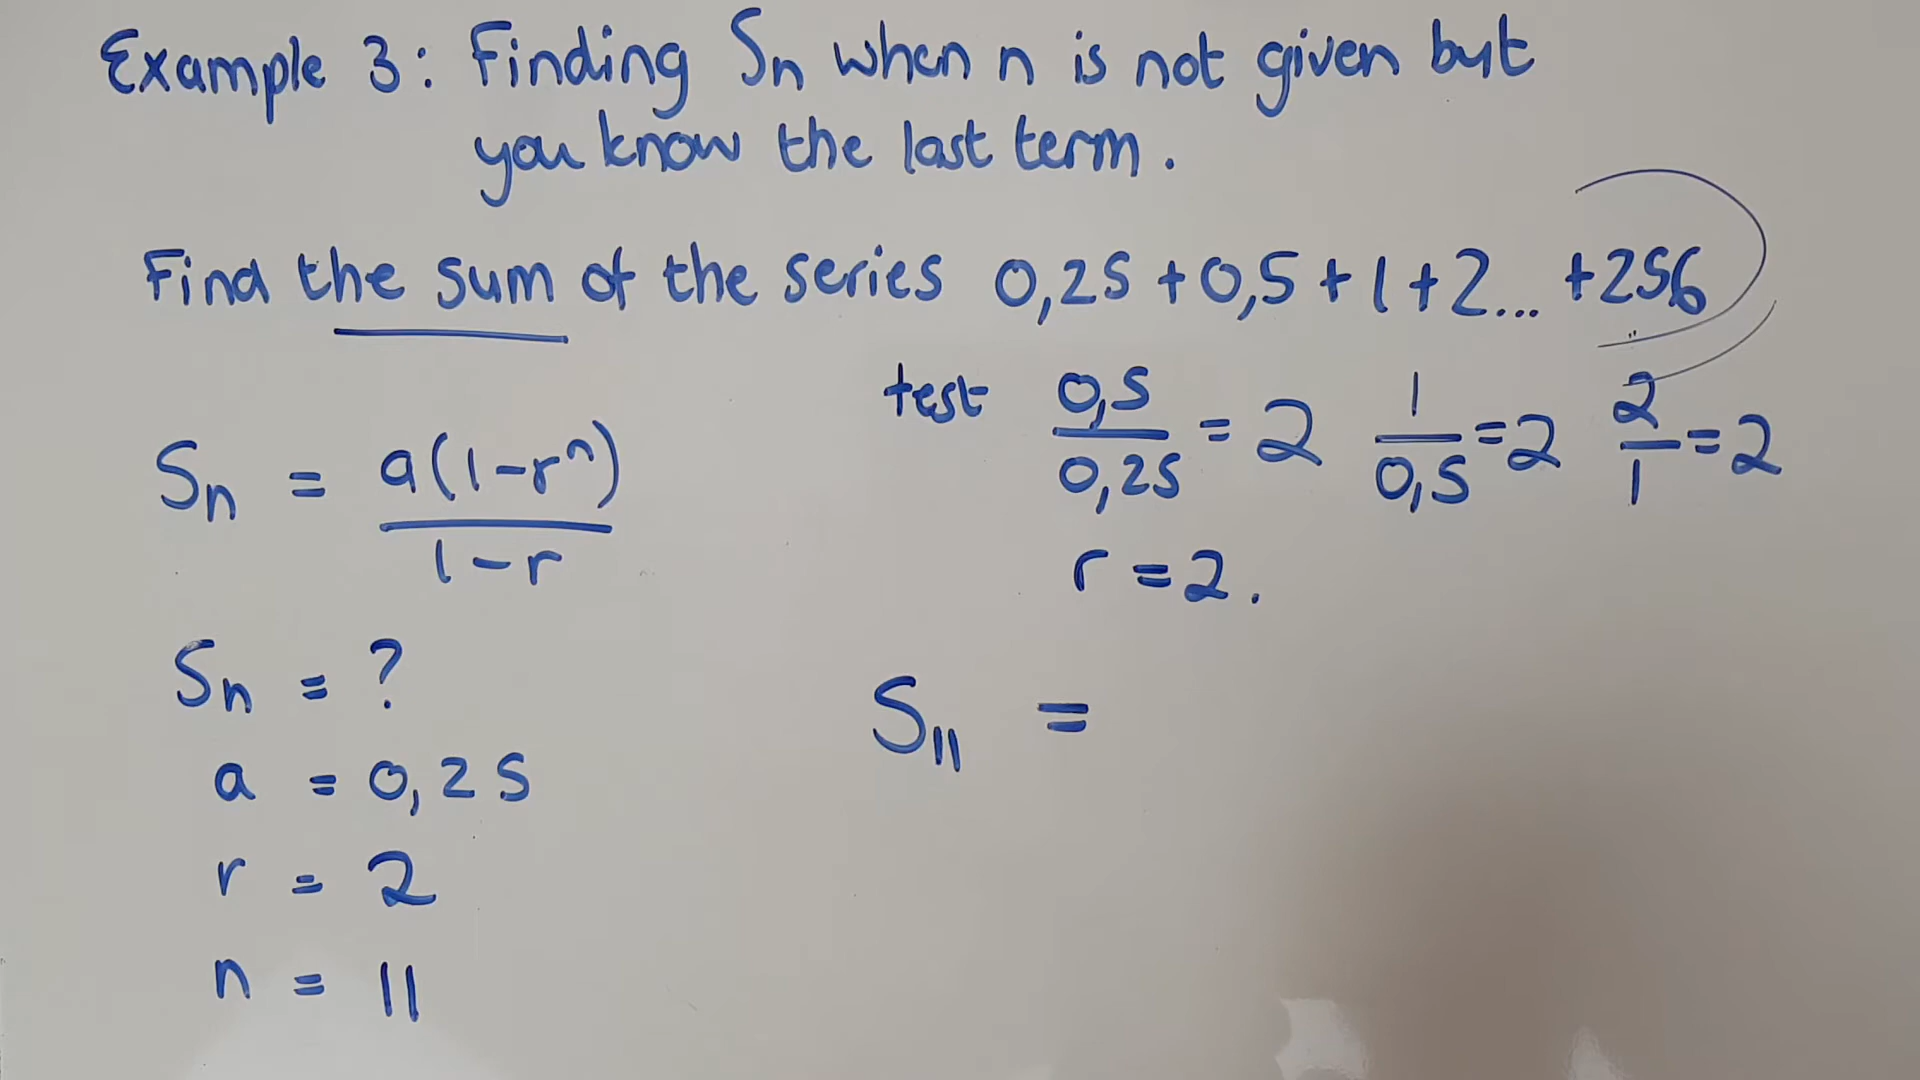 Example 3: Finding Sn when n is not given but
you know the last term.
Find the sum of the series 0,25 + 0,5 + 1 + 2... + 256
test 0,5/0,25 = 2 1/0,5 = 2 2/1 = 2
Sn = a(1-r^n)/1-r
r = 2.
Sn = ?
S11 =
a = 0,25
r = 2
n = 11